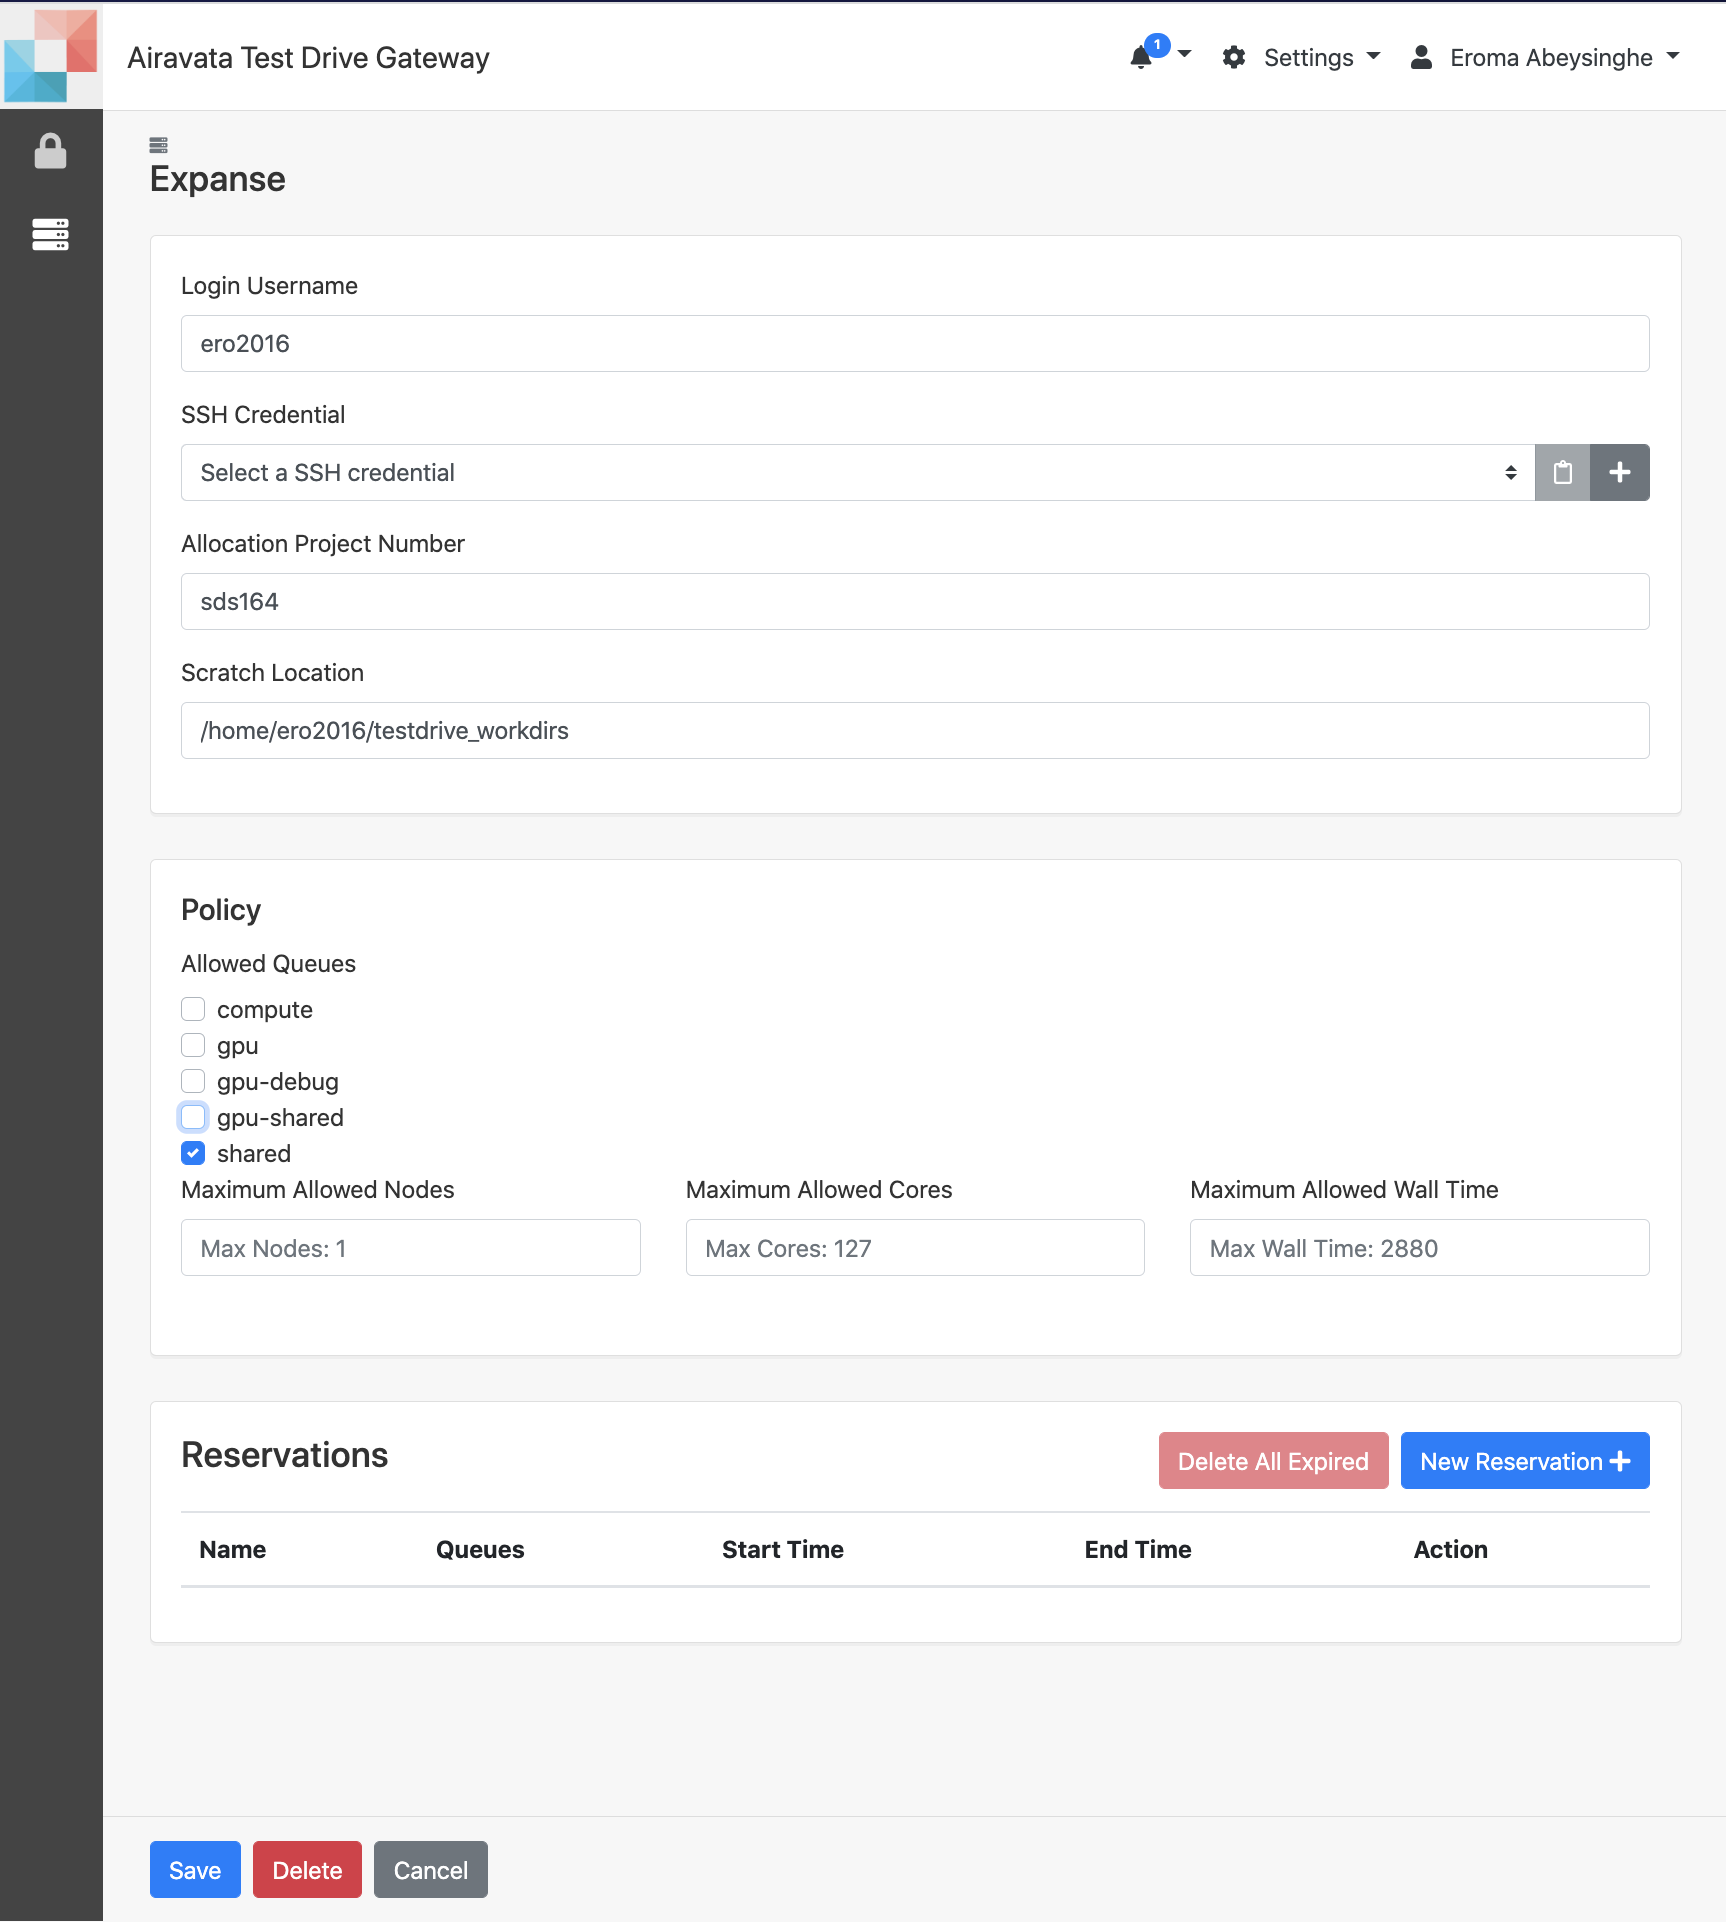 Airavata Test Drive Gateway
1
Settings
Eroma Abeysinghe
Expanse
Login Username
ero2016
SSH Credential
Select a SSH credential
Allocation Project Number
sds164
Scratch Location
/home/ero2016/testdrive_workdirs
Policy
Allowed Queues
compute
gpu
gpu-debug
gpu-shared
shared
Maximum Allowed Nodes Maximum Allowed Cores Maximum Allowed Wall Time
Max Nodes: 1 Max Cores: 127 Max Wall Time: 2880
Reservations
Delete All Expired New Reservation
Name Queues Start Time End Time Action
Save Delete Cancel